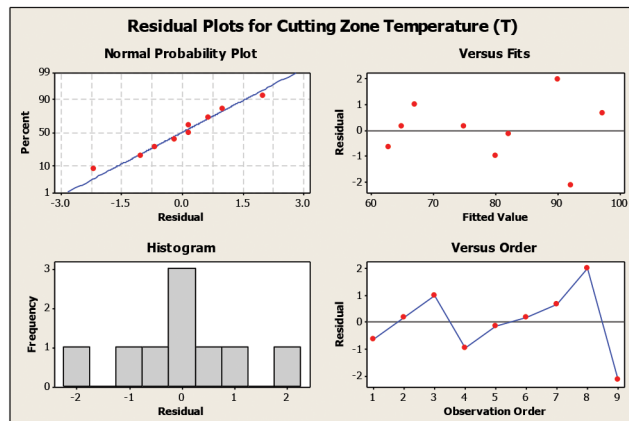 Residual Plots for Cutting Zone Temperature (T)
Normal Probability Plot
99
90
50
10
1
Percent
-3.0 -1.5 0.0 1.5 3.0
Residual
Versus Fits
2
1
0
-1
-2
Residual
60 70 80 90 100
Fitted Value
Histogram
3
2
1
0
Frequency
-2 -1 0 1 2
Residual
Versus Order
2
1
0
-1
-2
Residual
1 2 3 4 5 6 7 8 9
Observation Order